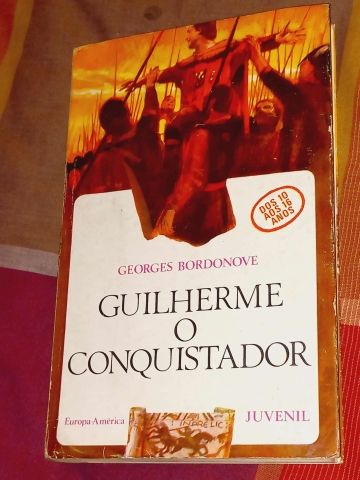 DOS 10
AOS 16
ANOS
GEORGES BORDONOVE
GUILHERME
O
CONQUISTADOR
Europa-América
JUVENIL